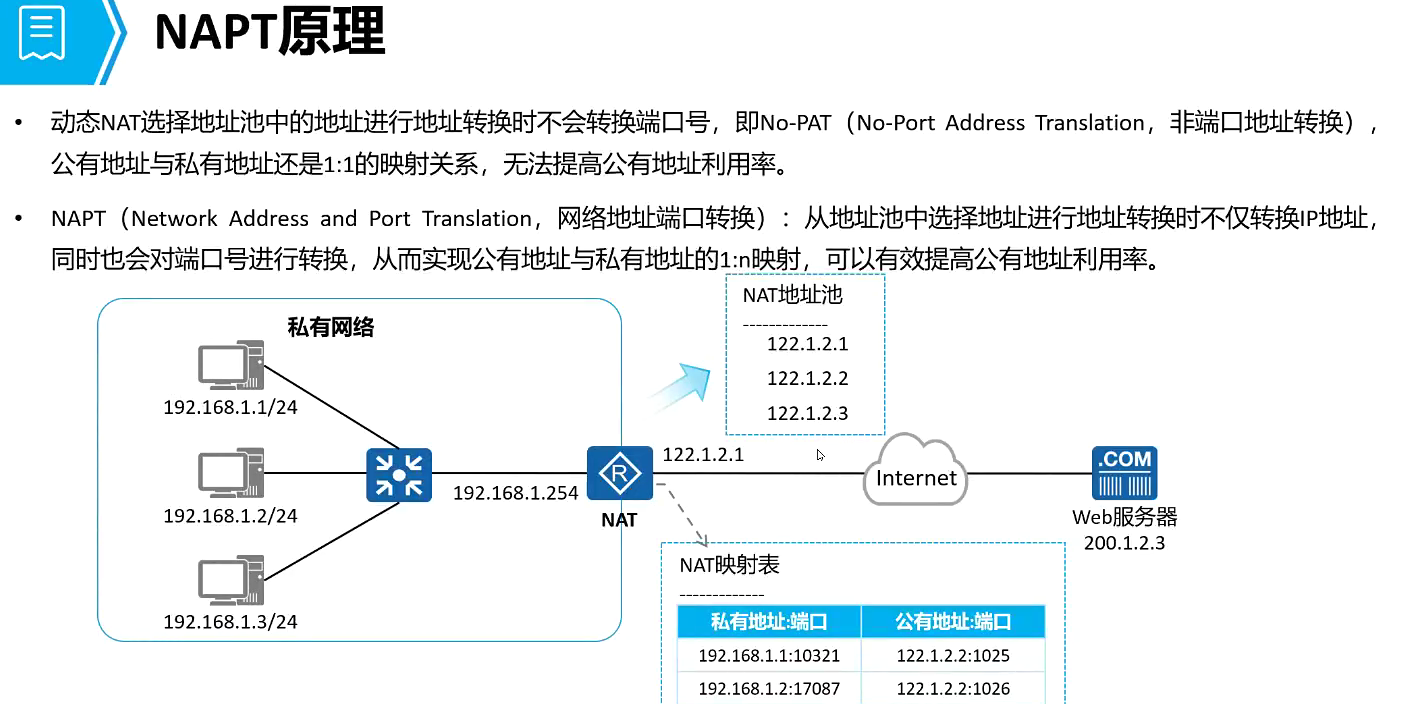 NAPT原理
• 动态NAT选择地址池中的地址进行地址转换时不会转换端口号，即No-PAT（No-Port Address Translation，非端口地址转换），
公有地址与私有地址还是1:1的映射关系，无法提高公有地址利用率。
• NAPT（Network Address and Port Translation，网络地址端口转换）：从地址池中选择地址进行地址转换时不仅转换IP地址，
同时也会对端口号进行转换，从而实现公有地址与私有地址的1:n映射，可以有效提高公有地址利用率。
NAT地址池
-------------
122.1.2.1
122.1.2.2
122.1.2.3
私有网络
192.168.1.1/24
192.168.1.2/24
192.168.1.3/24
192.168.1.254
R
NAT
122.1.2.1
Internet
.COM
Web服务器
200.1.2.3
NAT映射表
-------------
私有地址:端口 公有地址:端口
192.168.1.1:10321 122.1.2.2:1025
192.168.1.2:17087 122.1.2.2:1026